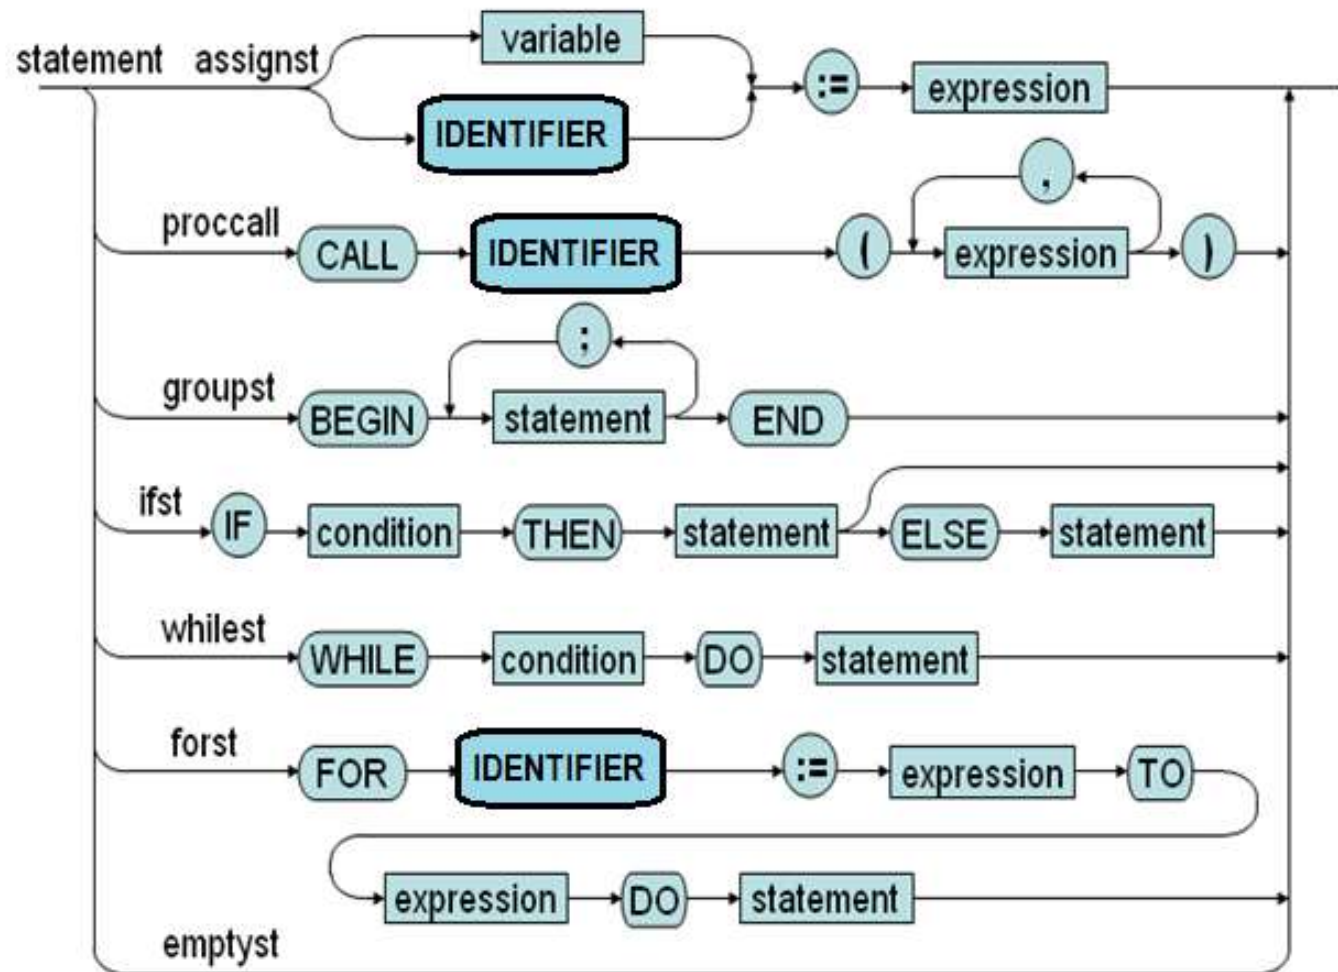 variable
statement assignst := expression
IDENTIFIER
,
proccall CALL IDENTIFIER ( expression )
;
groupst BEGIN statement END
ifst IF condition THEN statement ELSE statement
whilest WHILE condition DO statement
forst FOR IDENTIFIER := expression TO
expression DO statement
emptyst